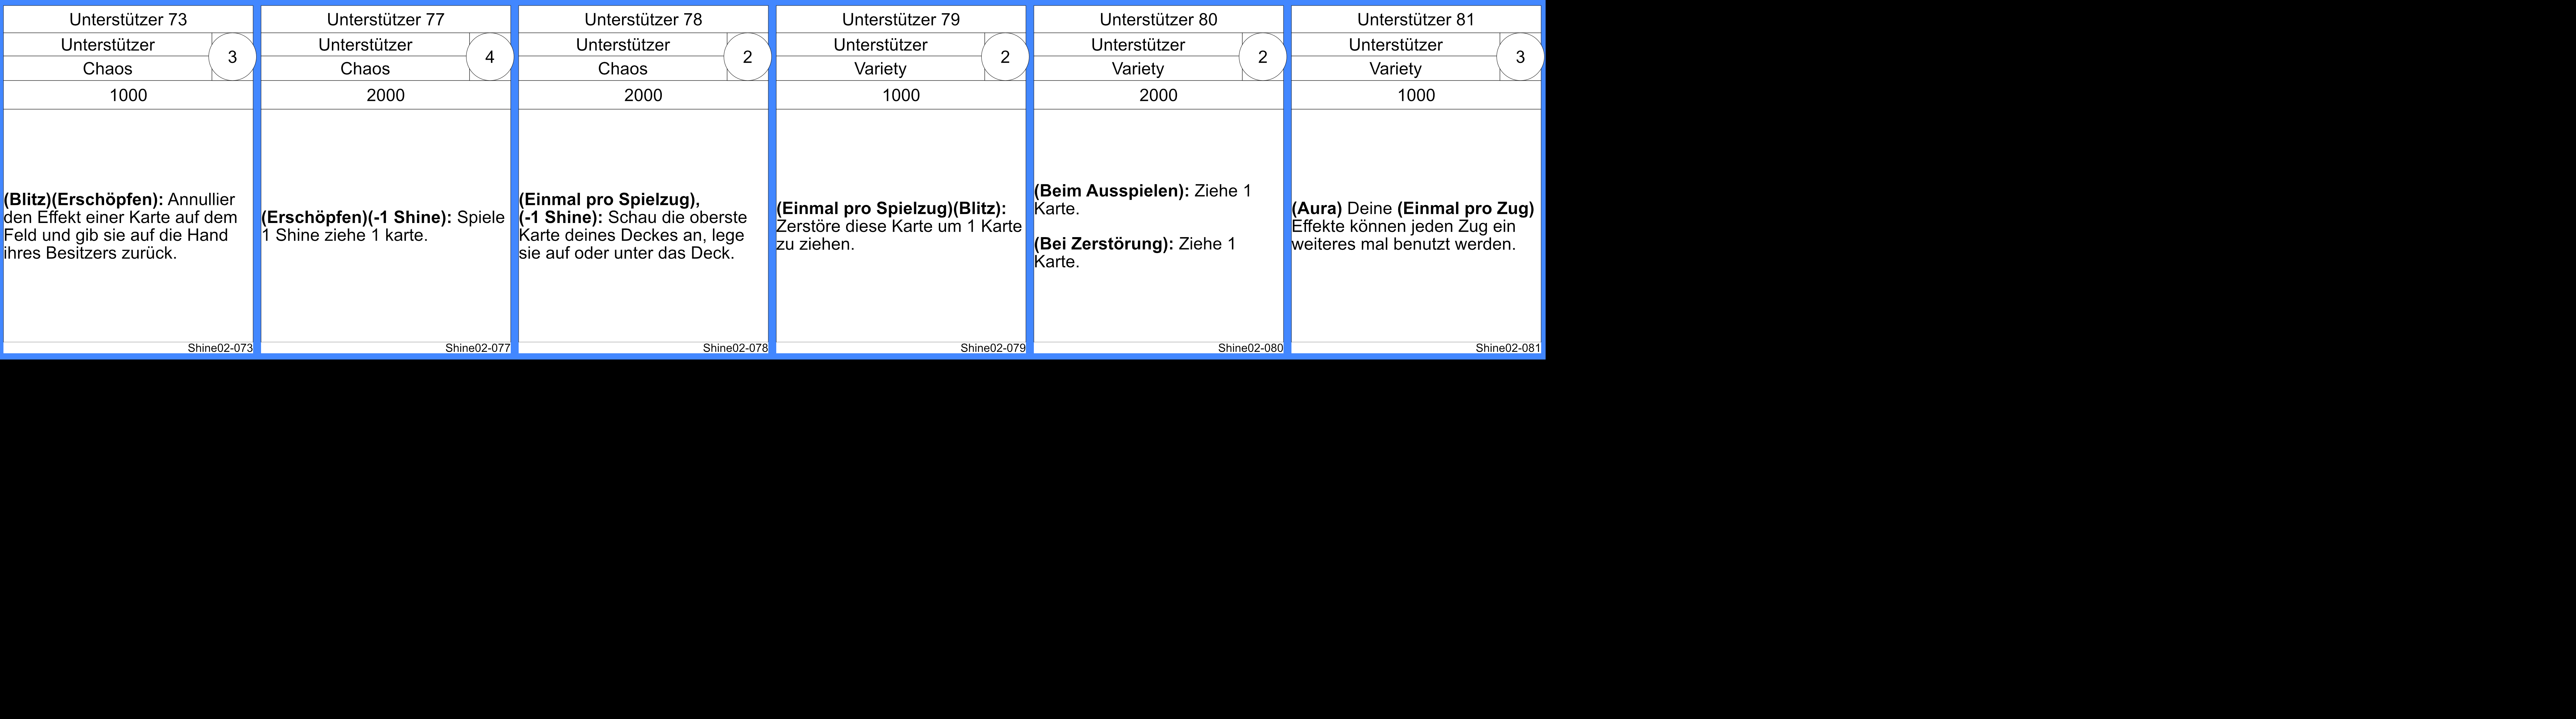 Unterstützer 73
Unterstützer
3
Chaos
1000
(Blitz)(Erschöpfen): Annullier
den Effekt einer Karte auf dem
Feld und gib sie auf die Hand
ihres Besitzers zurück.
Shine02-073
Unterstützer 77
Unterstützer
4
Chaos
2000
(Erschöpfen)(-1 Shine): Spiele
1 Shine ziehe 1 karte.
Shine02-077
Unterstützer 78
Unterstützer
2
Chaos
2000
(Einmal pro Spielzug),
(-1 Shine): Schau die oberste
Karte deines Deckes an, lege
sie auf oder unter das Deck.
Shine02-078
Unterstützer 79
Unterstützer
2
Variety
1000
(Einmal pro Spielzug)(Blitz):
Zerstöre diese Karte um 1 Karte
zu ziehen.
Shine02-079
Unterstützer 80
Unterstützer
2
Variety
2000
(Beim Ausspielen): Ziehe 1
Karte.
(Bei Zerstörung): Ziehe 1
Karte.
Shine02-080
Unterstützer 81
Unterstützer
3
Variety
1000
(Aura) Deine (Einmal pro Zug)
Effekte können jeden Zug ein
weiteres mal benutzt werden.
Shine02-081